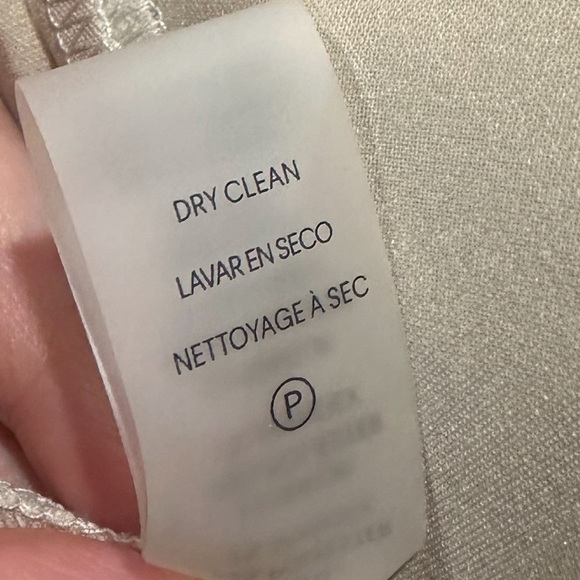 DRY CLEAN
LAVAR EN SECO
NETTOYAGE À SEC
P